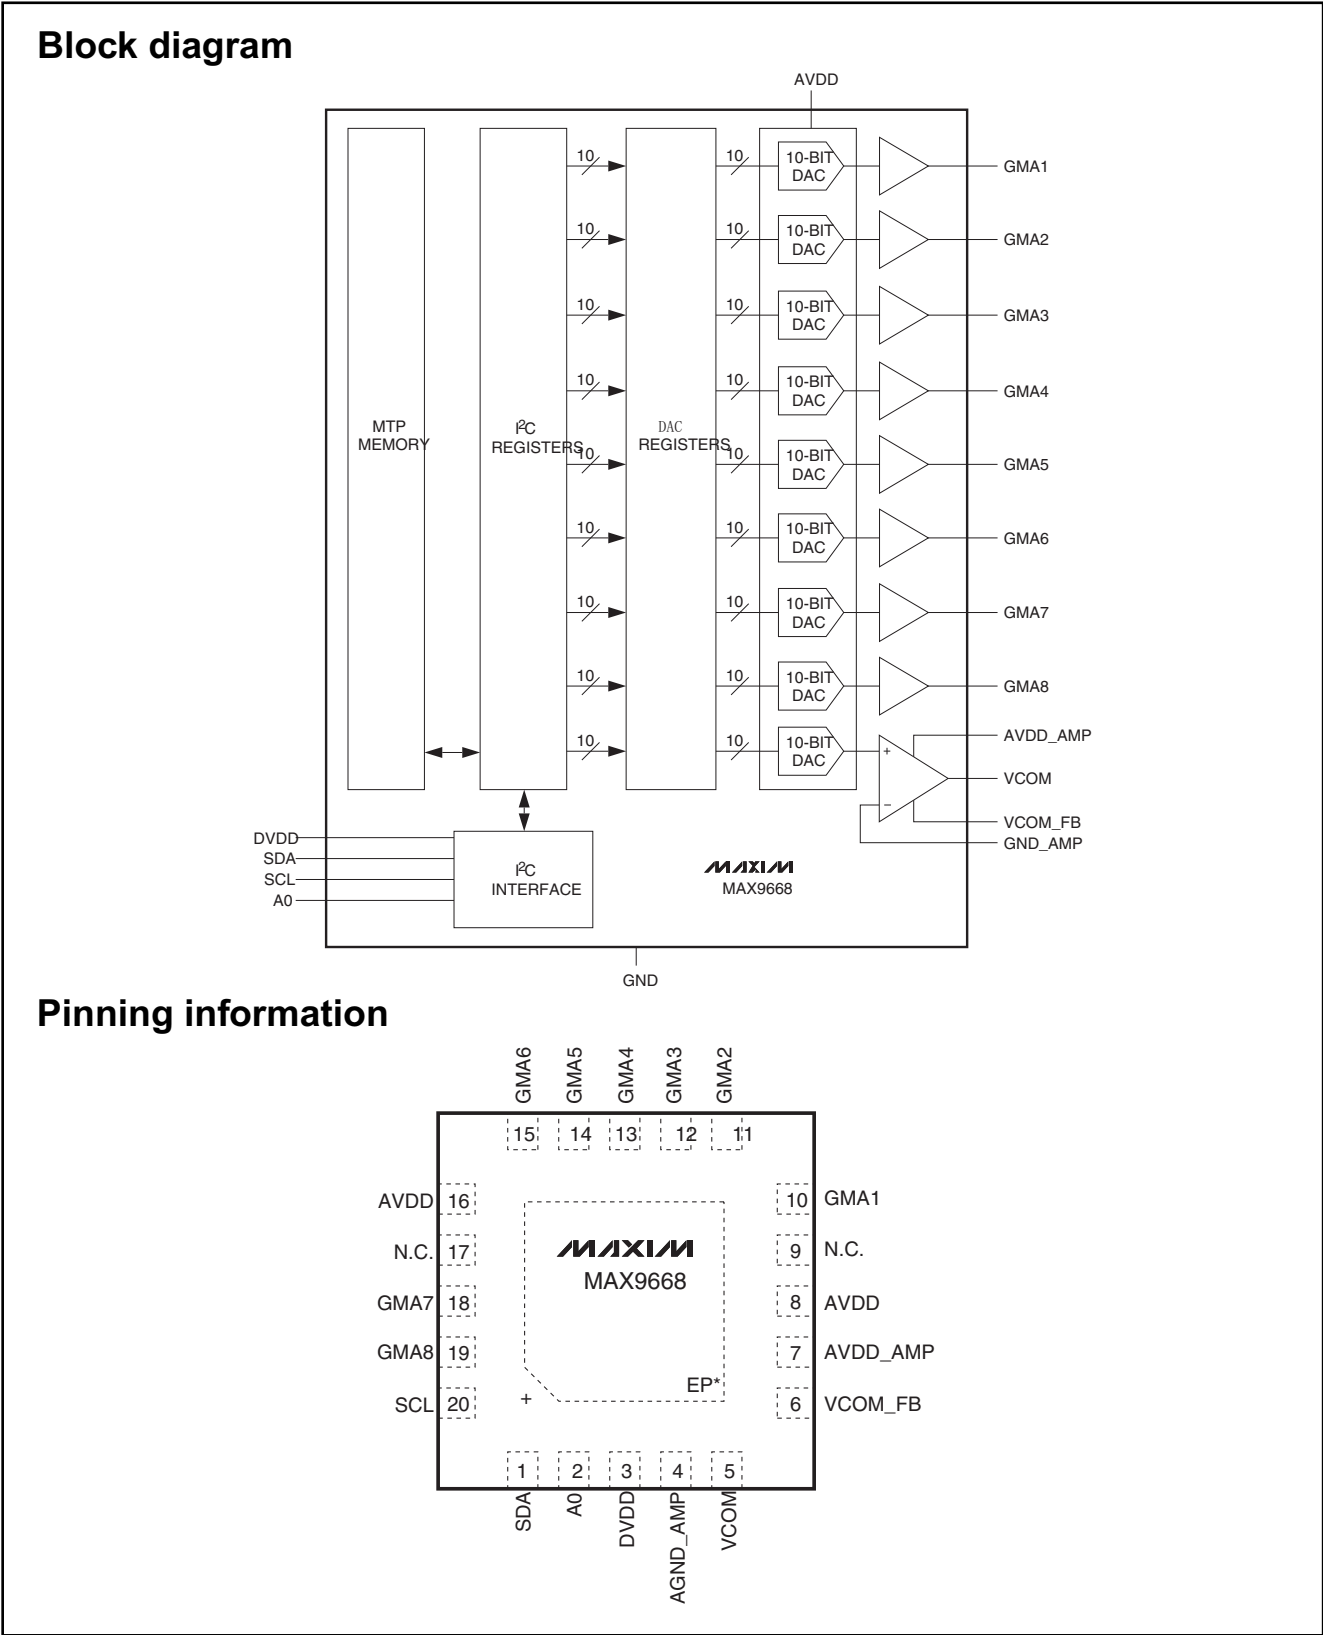 Block diagram
AVDD
10
10
10-BIT
DAC
GMA1
10
10
10-BIT
DAC
GMA2
10
10
10-BIT
DAC
GMA3
10
10
10-BIT
DAC
GMA4
MTP
MEMORY
I²C
REGISTERS
DAC
REGISTERS
10
10
10-BIT
DAC
GMA5
10
10
10-BIT
DAC
GMA6
10
10
10-BIT
DAC
GMA7
10
10
10-BIT
DAC
GMA8
10
10
10-BIT
DAC
+
−
AVDD_AMP
VCOM
VCOM_FB
GND_AMP
DVDD
SDA
SCL
A0
I²C
INTERFACE
MAXIM
MAX9668
GND
Pinning information
GMA6
GMA5
GMA4
GMA3
GMA2
15
14
13
12
11
AVDD 16
N.C. 17
GMA7 18
GMA8 19
SCL 20
MAXIM
MAX9668
EP*
+
10 GMA1
9 N.C.
8 AVDD
7 AVDD_AMP
6 VCOM_FB
1
2
3
4
5
SDA
A0
DVDD
AGND_AMP
VCOM